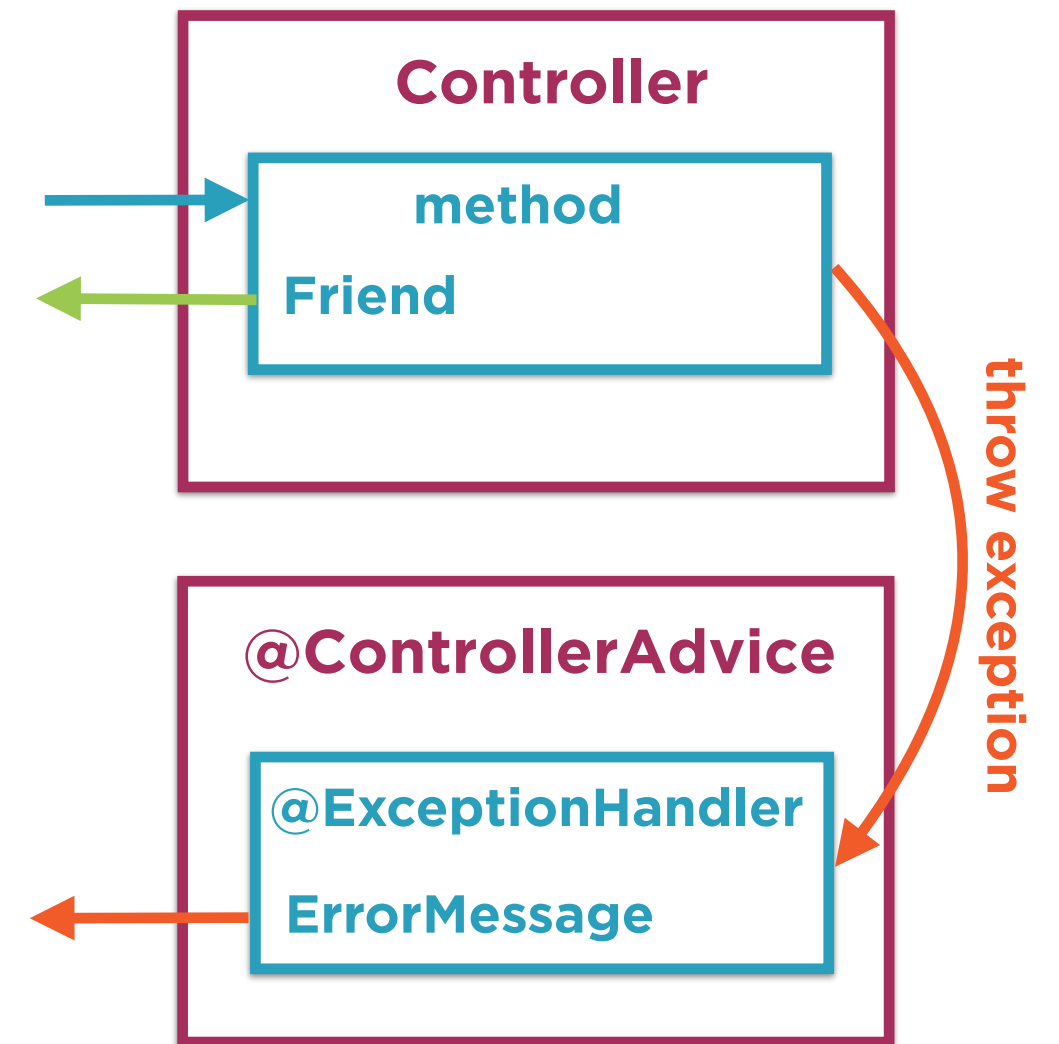 Controller
method
Friend
throw exception
@ControllerAdvice
@ExceptionHandler
ErrorMessage